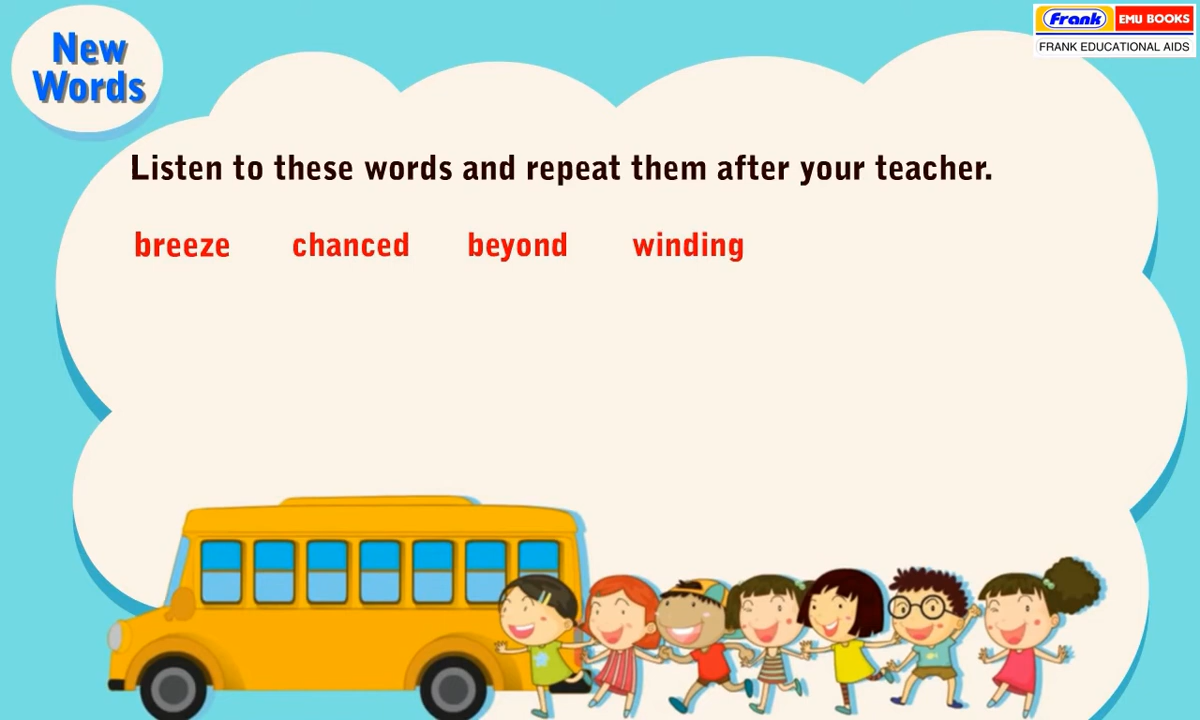 New
Words
Frank EMU BOOKS
FRANK EDUCATIONAL AIDS
Listen to these words and repeat them after your teacher.
breeze chanced beyond winding